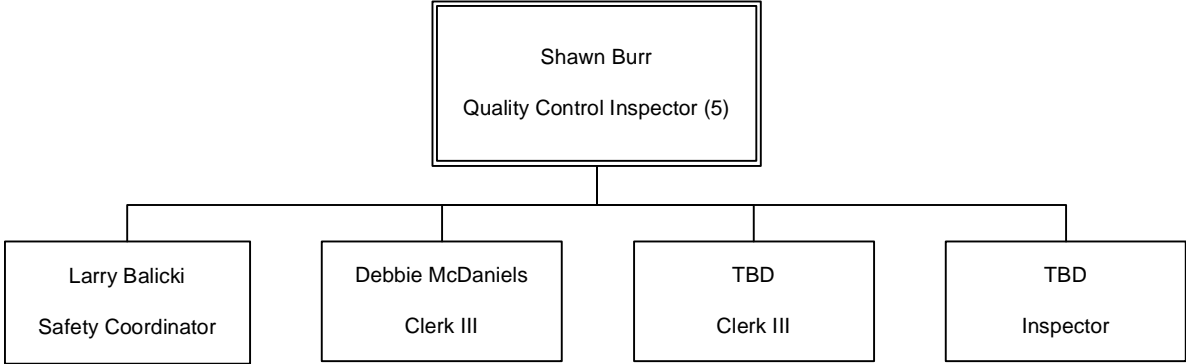 Shawn Burr
Quality Control Inspector (5)
Larry Balicki
Safety Coordinator
Debbie McDaniels
Clerk III
TBD
Clerk III
TBD
Inspector